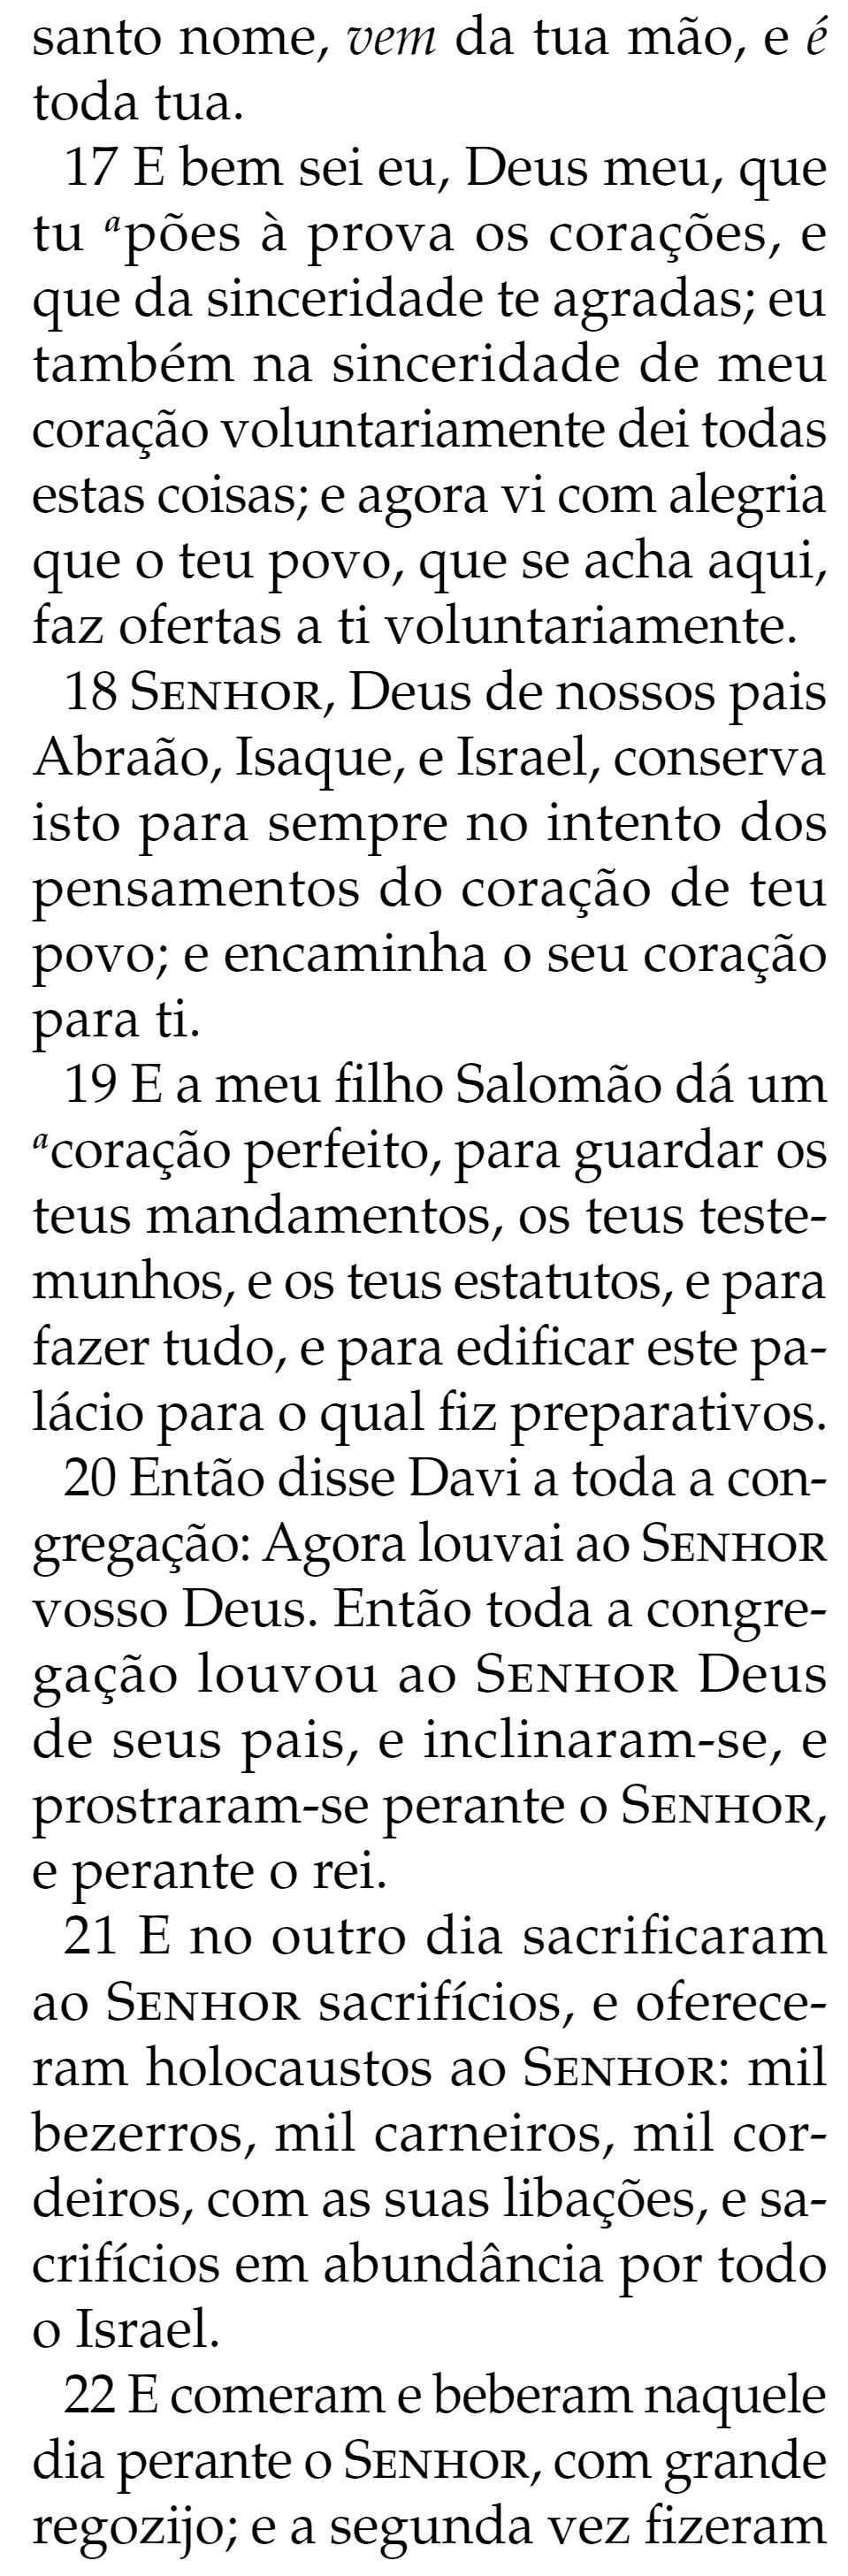 santo nome, vem da tua mão, e é
toda tua.
17 E bem sei eu, Deus meu, que
tu ᵃpões à prova os corações, e
que da sinceridade te agradas; eu
também na sinceridade de meu
coração voluntariamente dei todas
estas coisas; e agora vi com alegria
que o teu povo, que se acha aqui,
faz ofertas a ti voluntariamente.
18 SENHOR, Deus de nossos pais
Abraão, Isaque, e Israel, conserva
isto para sempre no intento dos
pensamentos do coração de teu
povo; e encaminha o seu coração
para ti.
19 E a meu filho Salomão dá um
ᵃcoração perfeito, para guardar os
teus mandamentos, os teus teste-
munhos, e os teus estatutos, e para
fazer tudo, e para edificar este pa-
lácio para o qual fiz preparativos.
20 Então disse Davi a toda a con-
gregação: Agora louvai ao SENHOR
vosso Deus. Então toda a congre-
gação louvou ao SENHOR Deus
de seus pais, e inclinaram-se, e
prostraram-se perante o SENHOR,
e perante o rei.
21 E no outro dia sacrificaram
ao SENHOR sacrifícios, e oferece-
ram holocaustos ao SENHOR: mil
bezerros, mil carneiros, mil cor-
deiros, com as suas libações, e sa-
crifícios em abundância por todo
o Israel.
22 E comeram e beberam naquele
dia perante o SENHOR, com grande
regozijo; e a segunda vez fizeram